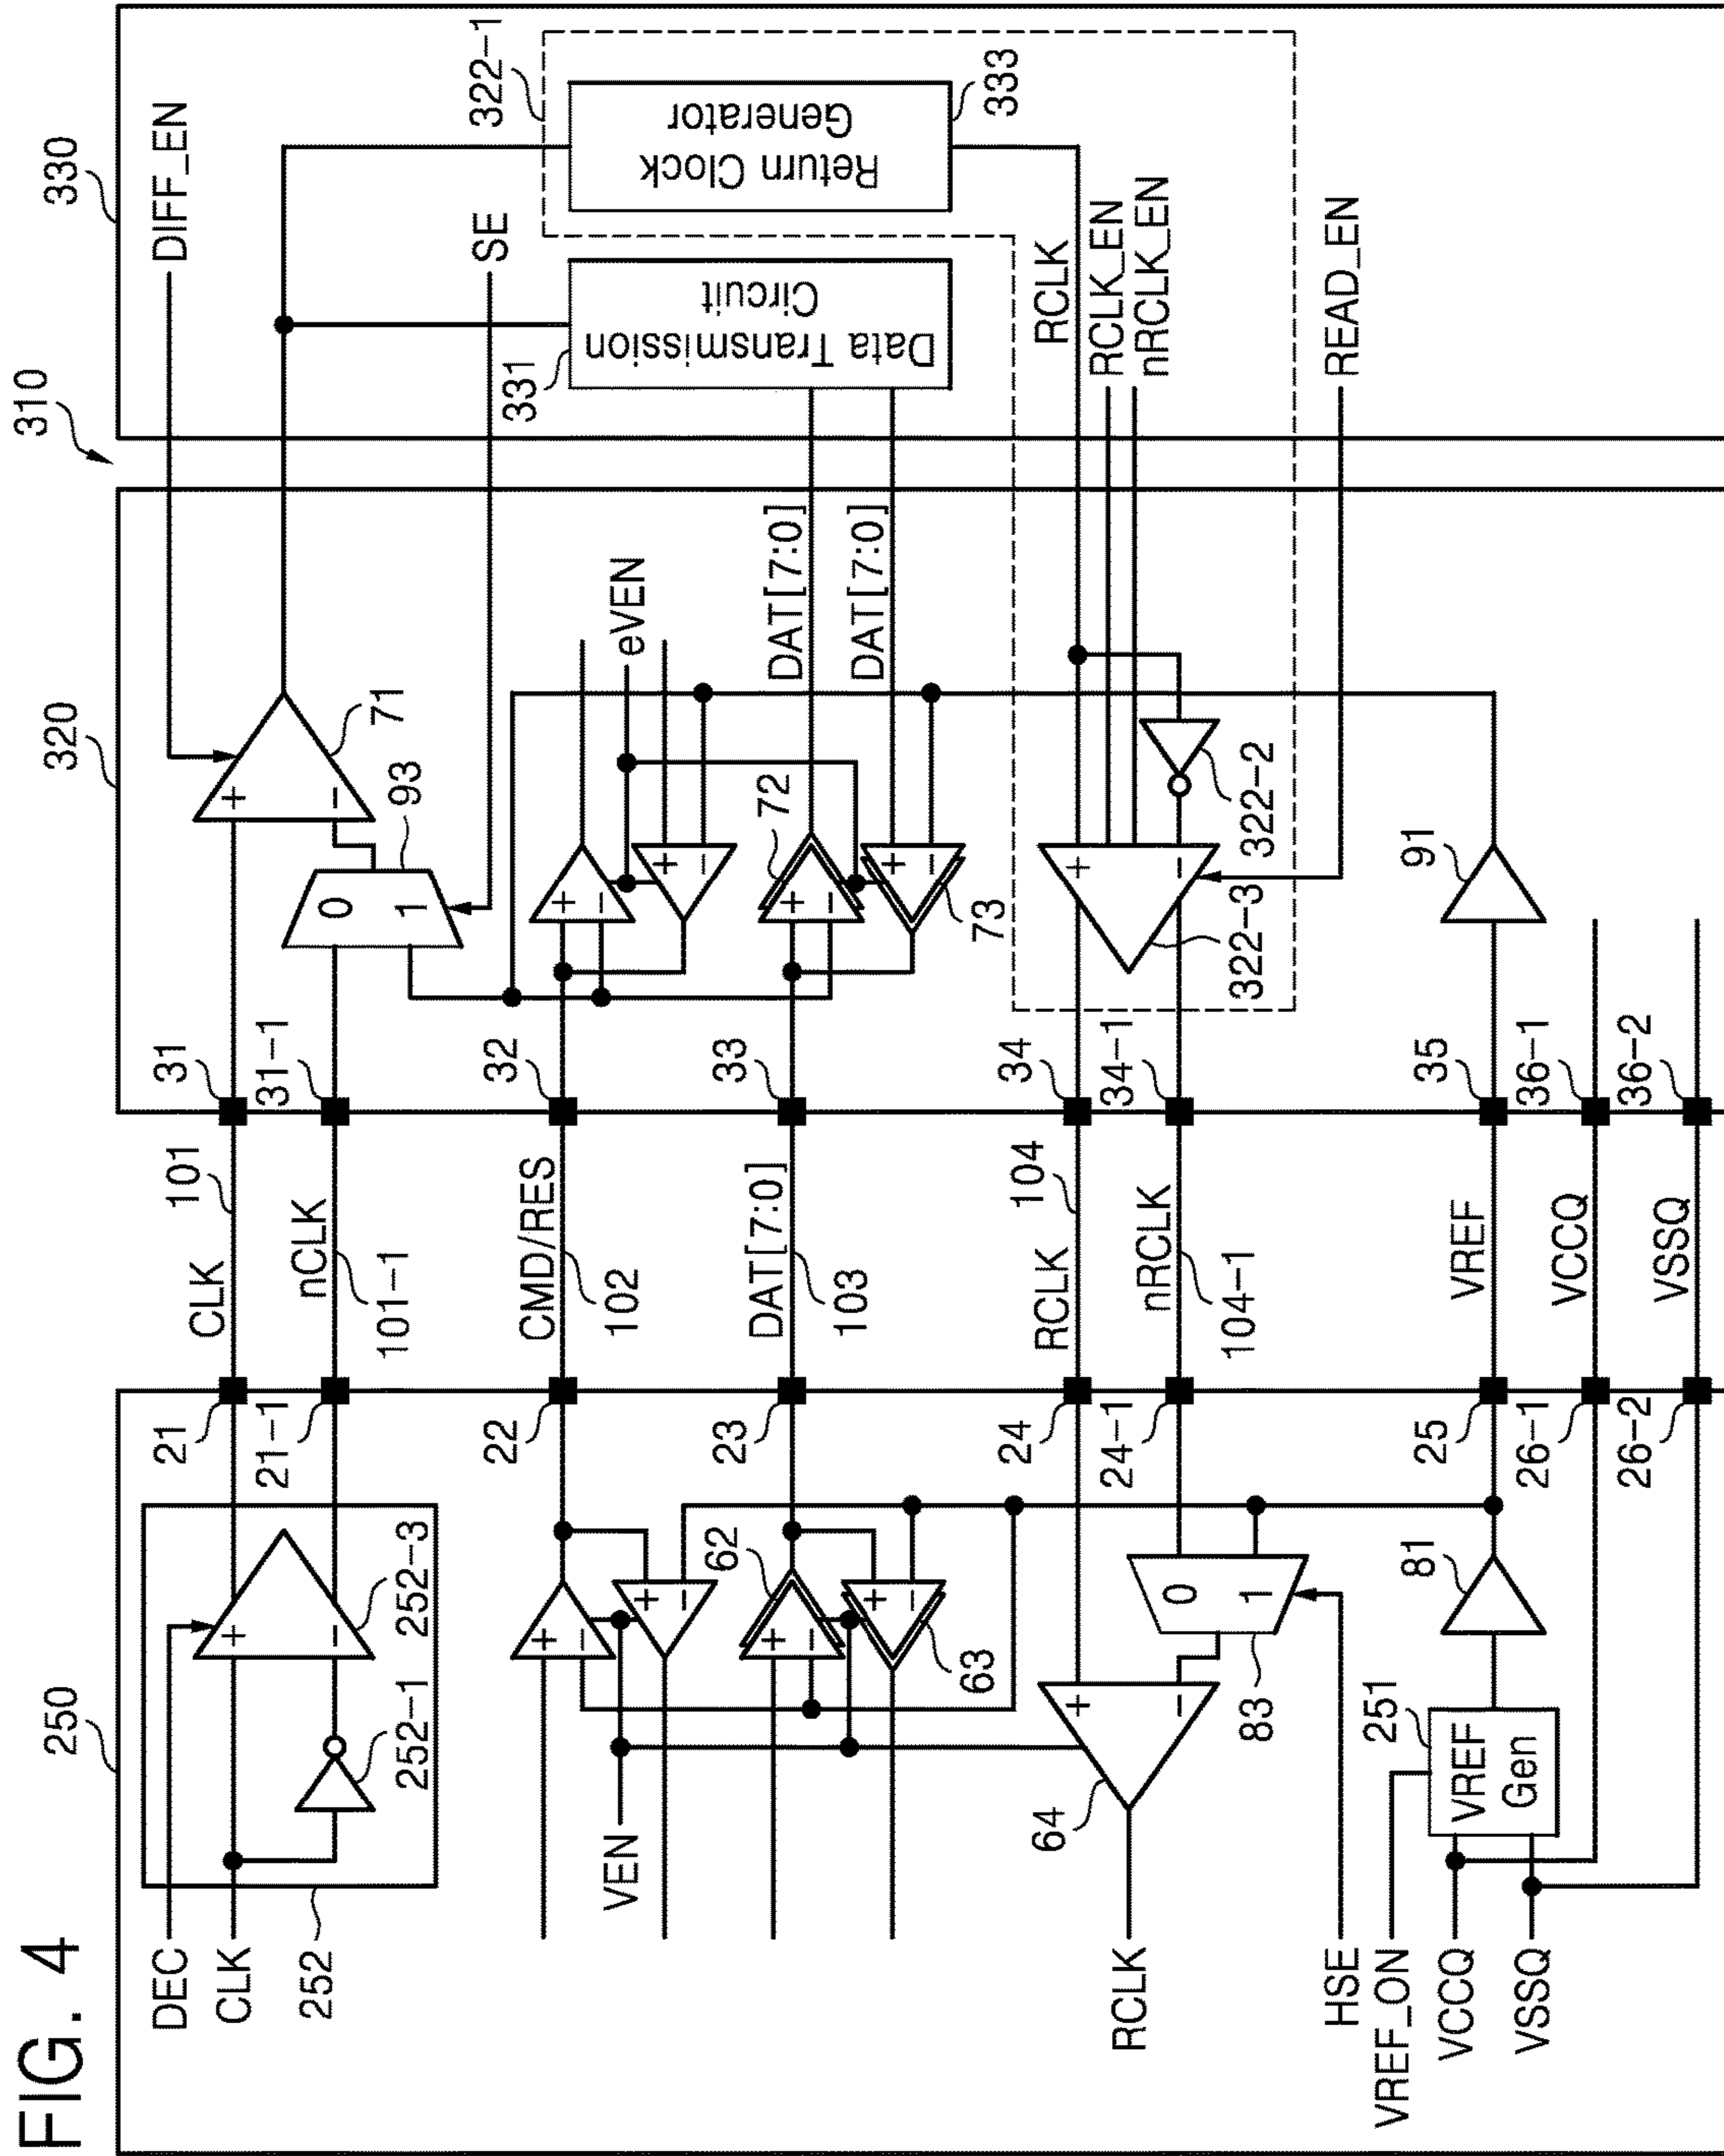 FIG. 4
250
310
320
330
DEC
CLK
252
252-1
252-3
21
21-1
CLK
101
nCLK
101-1
31
31-1
0
1
93
+
-
71
DIFF_EN
SE
322-1
Return Clock
Generator
333
331
Data Transmission
Circuit
VEN
22
CMD/RES
102
32
eVEN
62
63
23
DAT[7:0]
103
33
72
73
DAT[7:0]
DAT[7:0]
RCLK
64
83
0
1
HSE
24
24-1
RCLK
104
nRCLK
104-1
34
34-1
322-3
322-2
RCLK
RCLK_EN
nRCLK_EN
READ_EN
VREF_ON
VCCQ
VSSQ
251
VREF
Gen
81
25
26-1
26-2
VREF
VCCQ
VSSQ
35
36-1
36-2
91